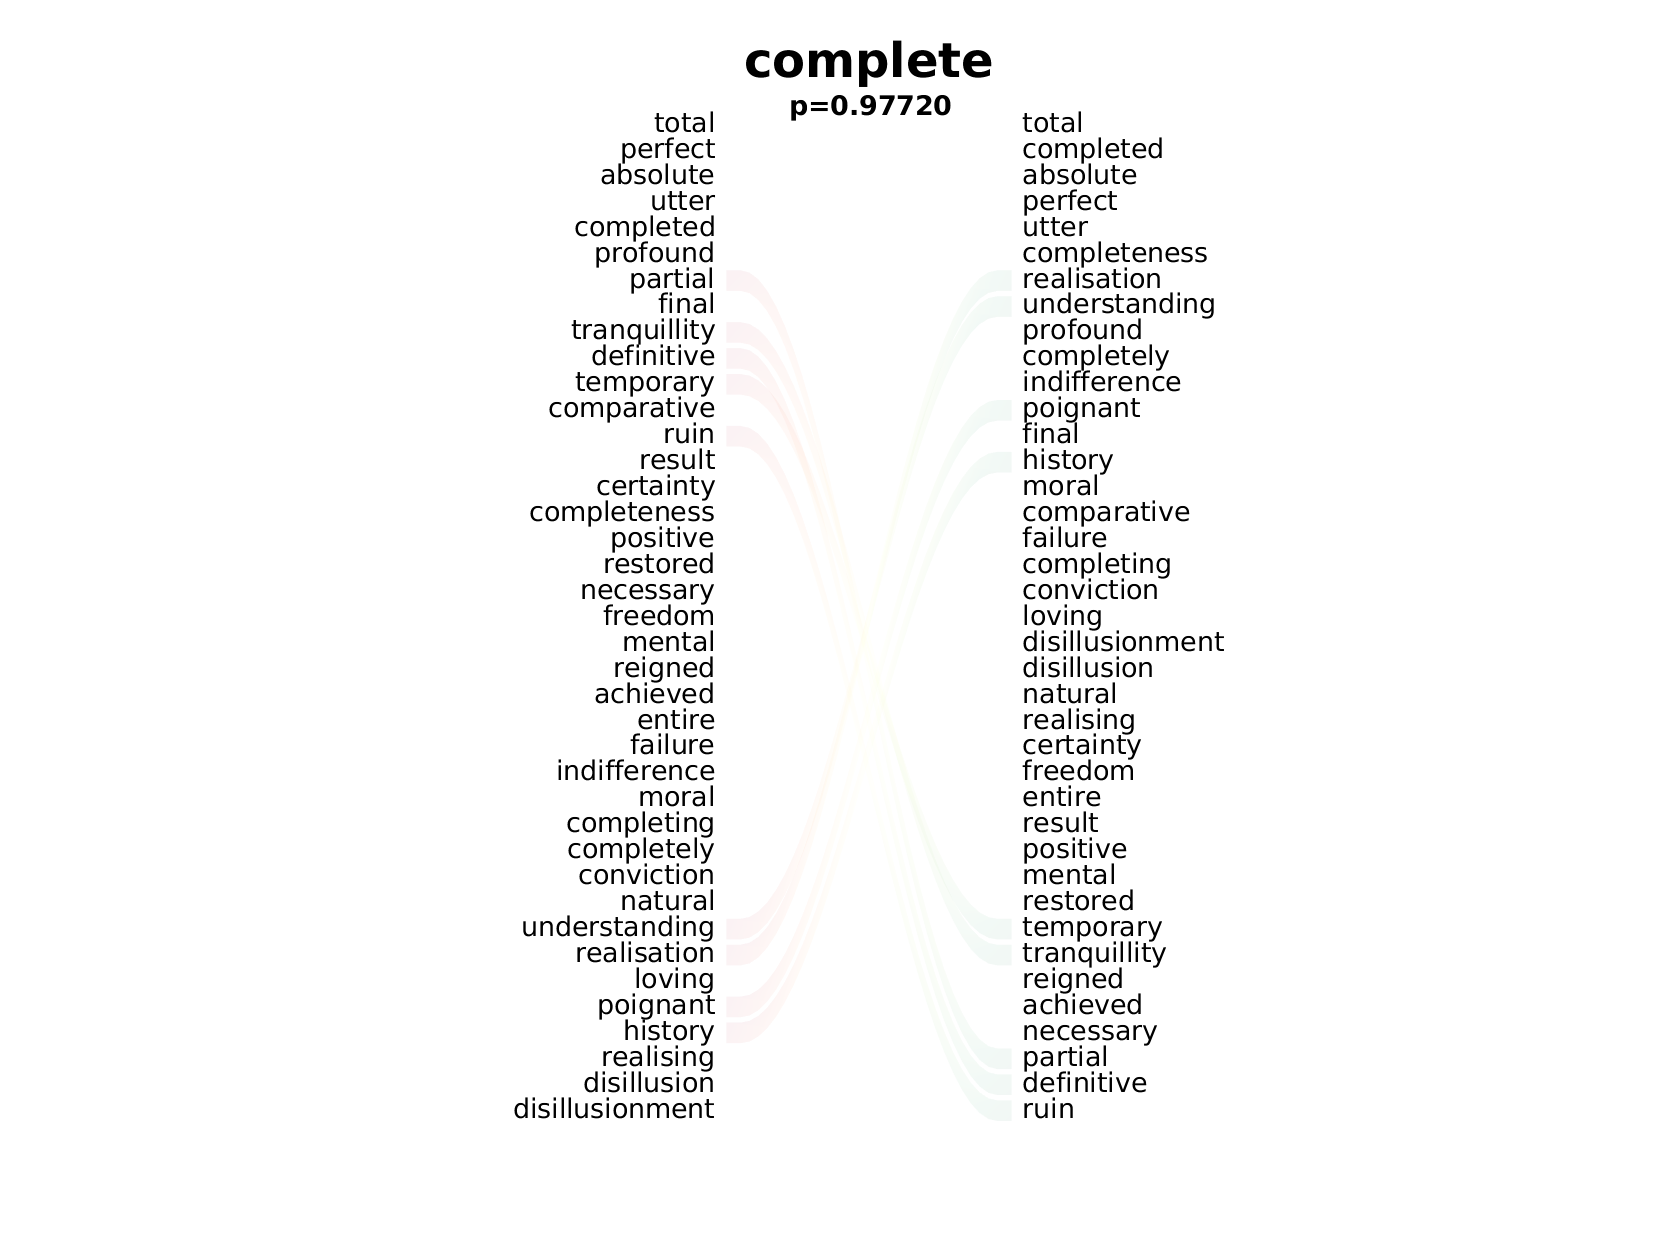 complete
p=0.97720
total
perfect
absolute
utter
completed
profound
partial
final
tranquillity
definitive
temporary
comparative
ruin
result
certainty
completeness
positive
restored
necessary
freedom
mental
reigned
achieved
entire
failure
indifference
moral
completing
completely
conviction
natural
understanding
realisation
loving
poignant
history
realising
disillusion
disillusionment
total
completed
absolute
perfect
utter
completeness
realisation
understanding
profound
completely
indifference
poignant
final
history
moral
comparative
failure
completing
conviction
loving
disillusionment
disillusion
natural
realising
certainty
freedom
entire
result
positive
mental
restored
temporary
tranquillity
reigned
achieved
necessary
partial
definitive
ruin